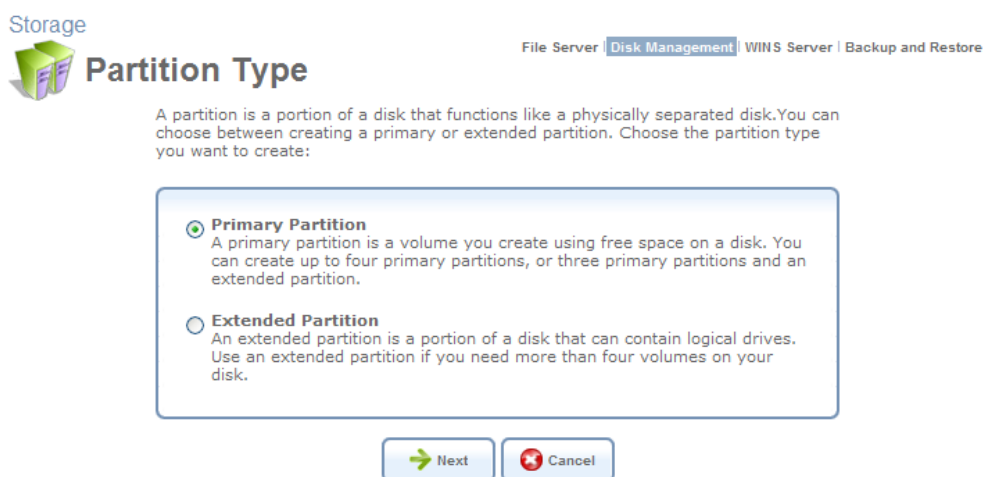 Storage
File Server | Disk Management | WINS Server | Backup and Restore
Partition Type
A partition is a portion of a disk that functions like a physically separated disk.You can
choose between creating a primary or extended partition. Choose the partition type
you want to create:
Primary Partition
A primary partition is a volume you create using free space on a disk. You
can create up to four primary partitions, or three primary partitions and an
extended partition.
Extended Partition
An extended partition is a portion of a disk that can contain logical drives.
Use an extended partition if you need more than four volumes on your
disk.
Next
Cancel